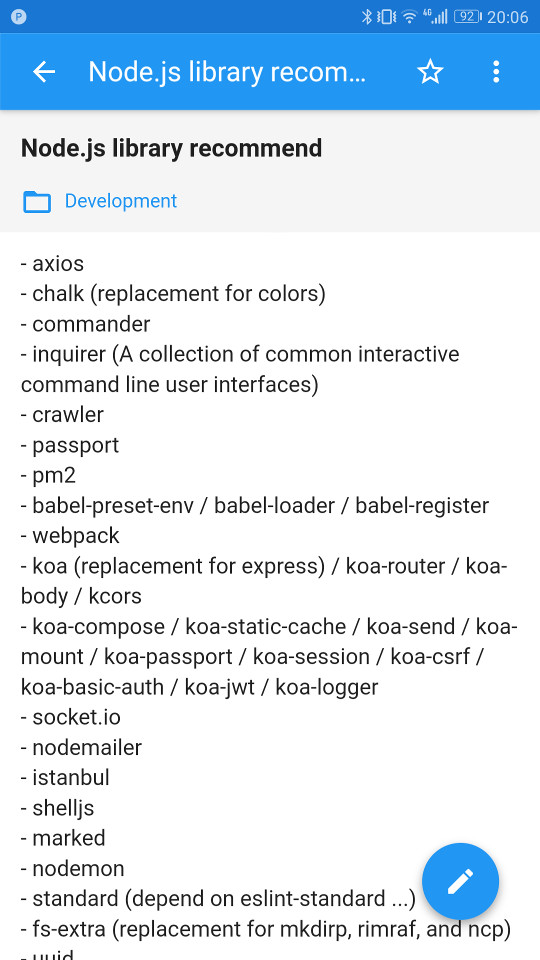 P 4G 92 20:06
Node.js library recom...
Node.js library recommend
Development
- axios
- chalk (replacement for colors)
- commander
- inquirer (A collection of common interactive
command line user interfaces)
- crawler
- passport
- pm2
- babel-preset-env / babel-loader / babel-register
- webpack
- koa (replacement for express) / koa-router / koa-
body / kcors
- koa-compose / koa-static-cache / koa-send / koa-
mount / koa-passport / koa-session / koa-csrf /
koa-basic-auth / koa-jwt / koa-logger
- socket.io
- nodemailer
- istanbul
- shelljs
- marked
- nodemon
- standard (depend on eslint-standard ...)
- fs-extra (replacement for mkdirp, rimraf, and ncp)
- uuid